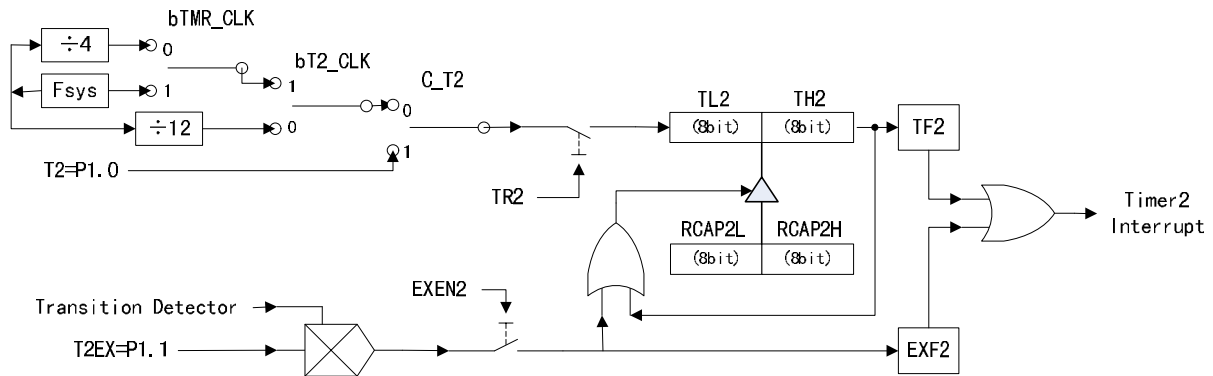 bTMR_CLK
÷4
0
bT2_CLK
Fsys
1
1
C_T2
÷12
0
0
TL2
TH2
(8bit)
(8bit)
TF2
T2=P1.0
1
TR2
Timer2
Interrupt
RCAP2L
RCAP2H
(8bit)
(8bit)
EXEN2
Transition Detector
T2EX=P1.1
EXF2